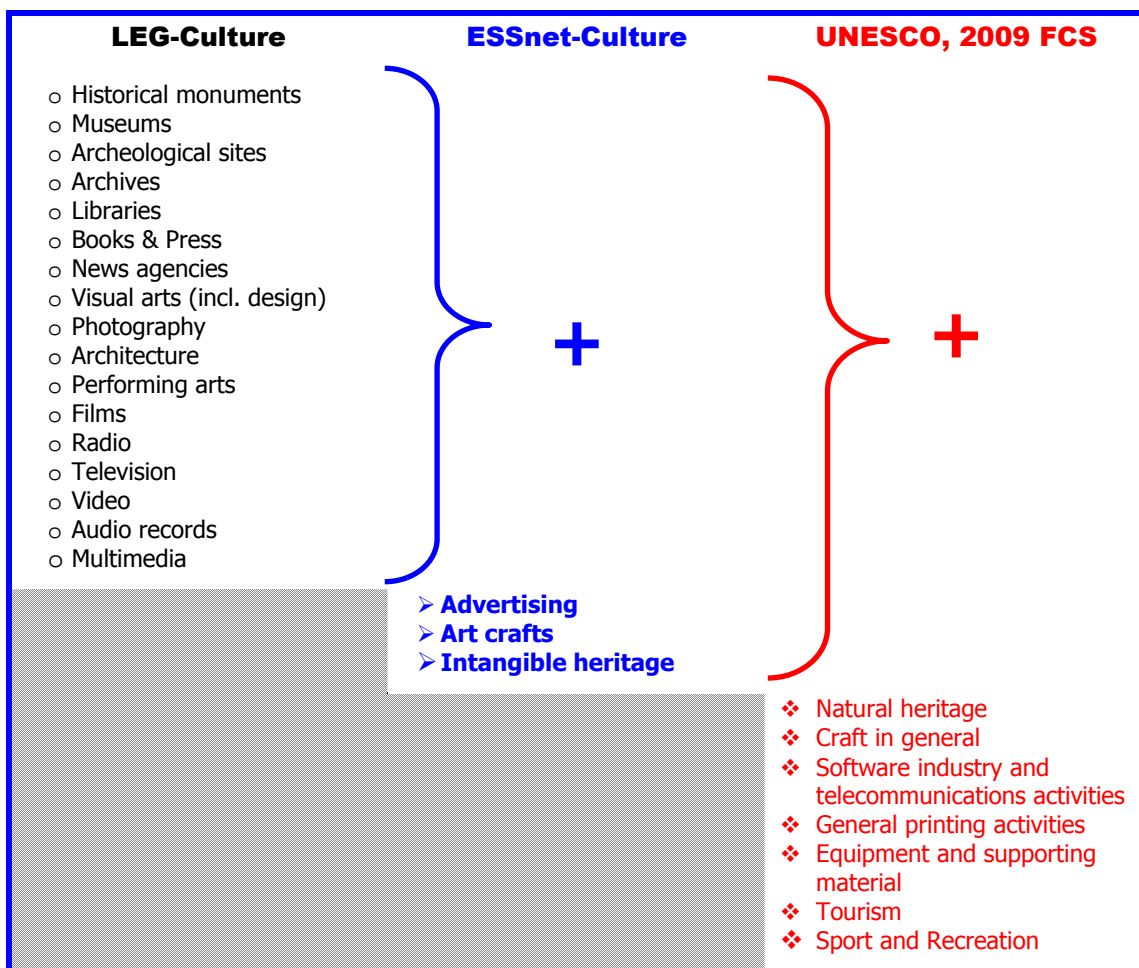 LEG-Culture
ESSnet-Culture
UNESCO, 2009 FCS
o Historical monuments
o Museums
o Archeological sites
o Archives
o Libraries
o Books & Press
o News agencies
o Visual arts (incl. design)
o Photography
o Architecture
o Performing arts
o Films
o Radio
o Television
o Video
o Audio records
o Multimedia
+
+
➢ Advertising
➢ Art crafts
➢ Intangible heritage
❖ Natural heritage
❖ Craft in general
❖ Software industry and
telecommunications activities
❖ General printing activities
❖ Equipment and supporting
material
❖ Tourism
❖ Sport and Recreation